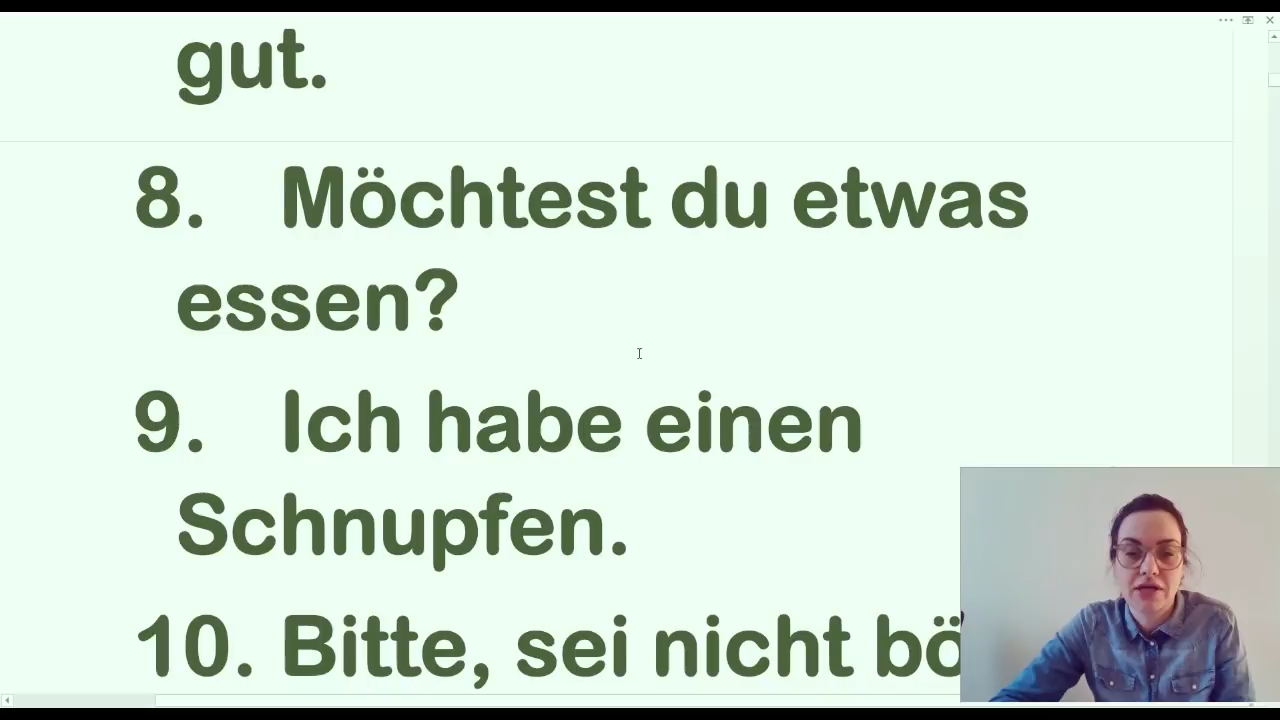 gut.
8. Möchtest du etwas
essen?
9. Ich habe einen
Schnupfen.
10. Bitte, sei nicht